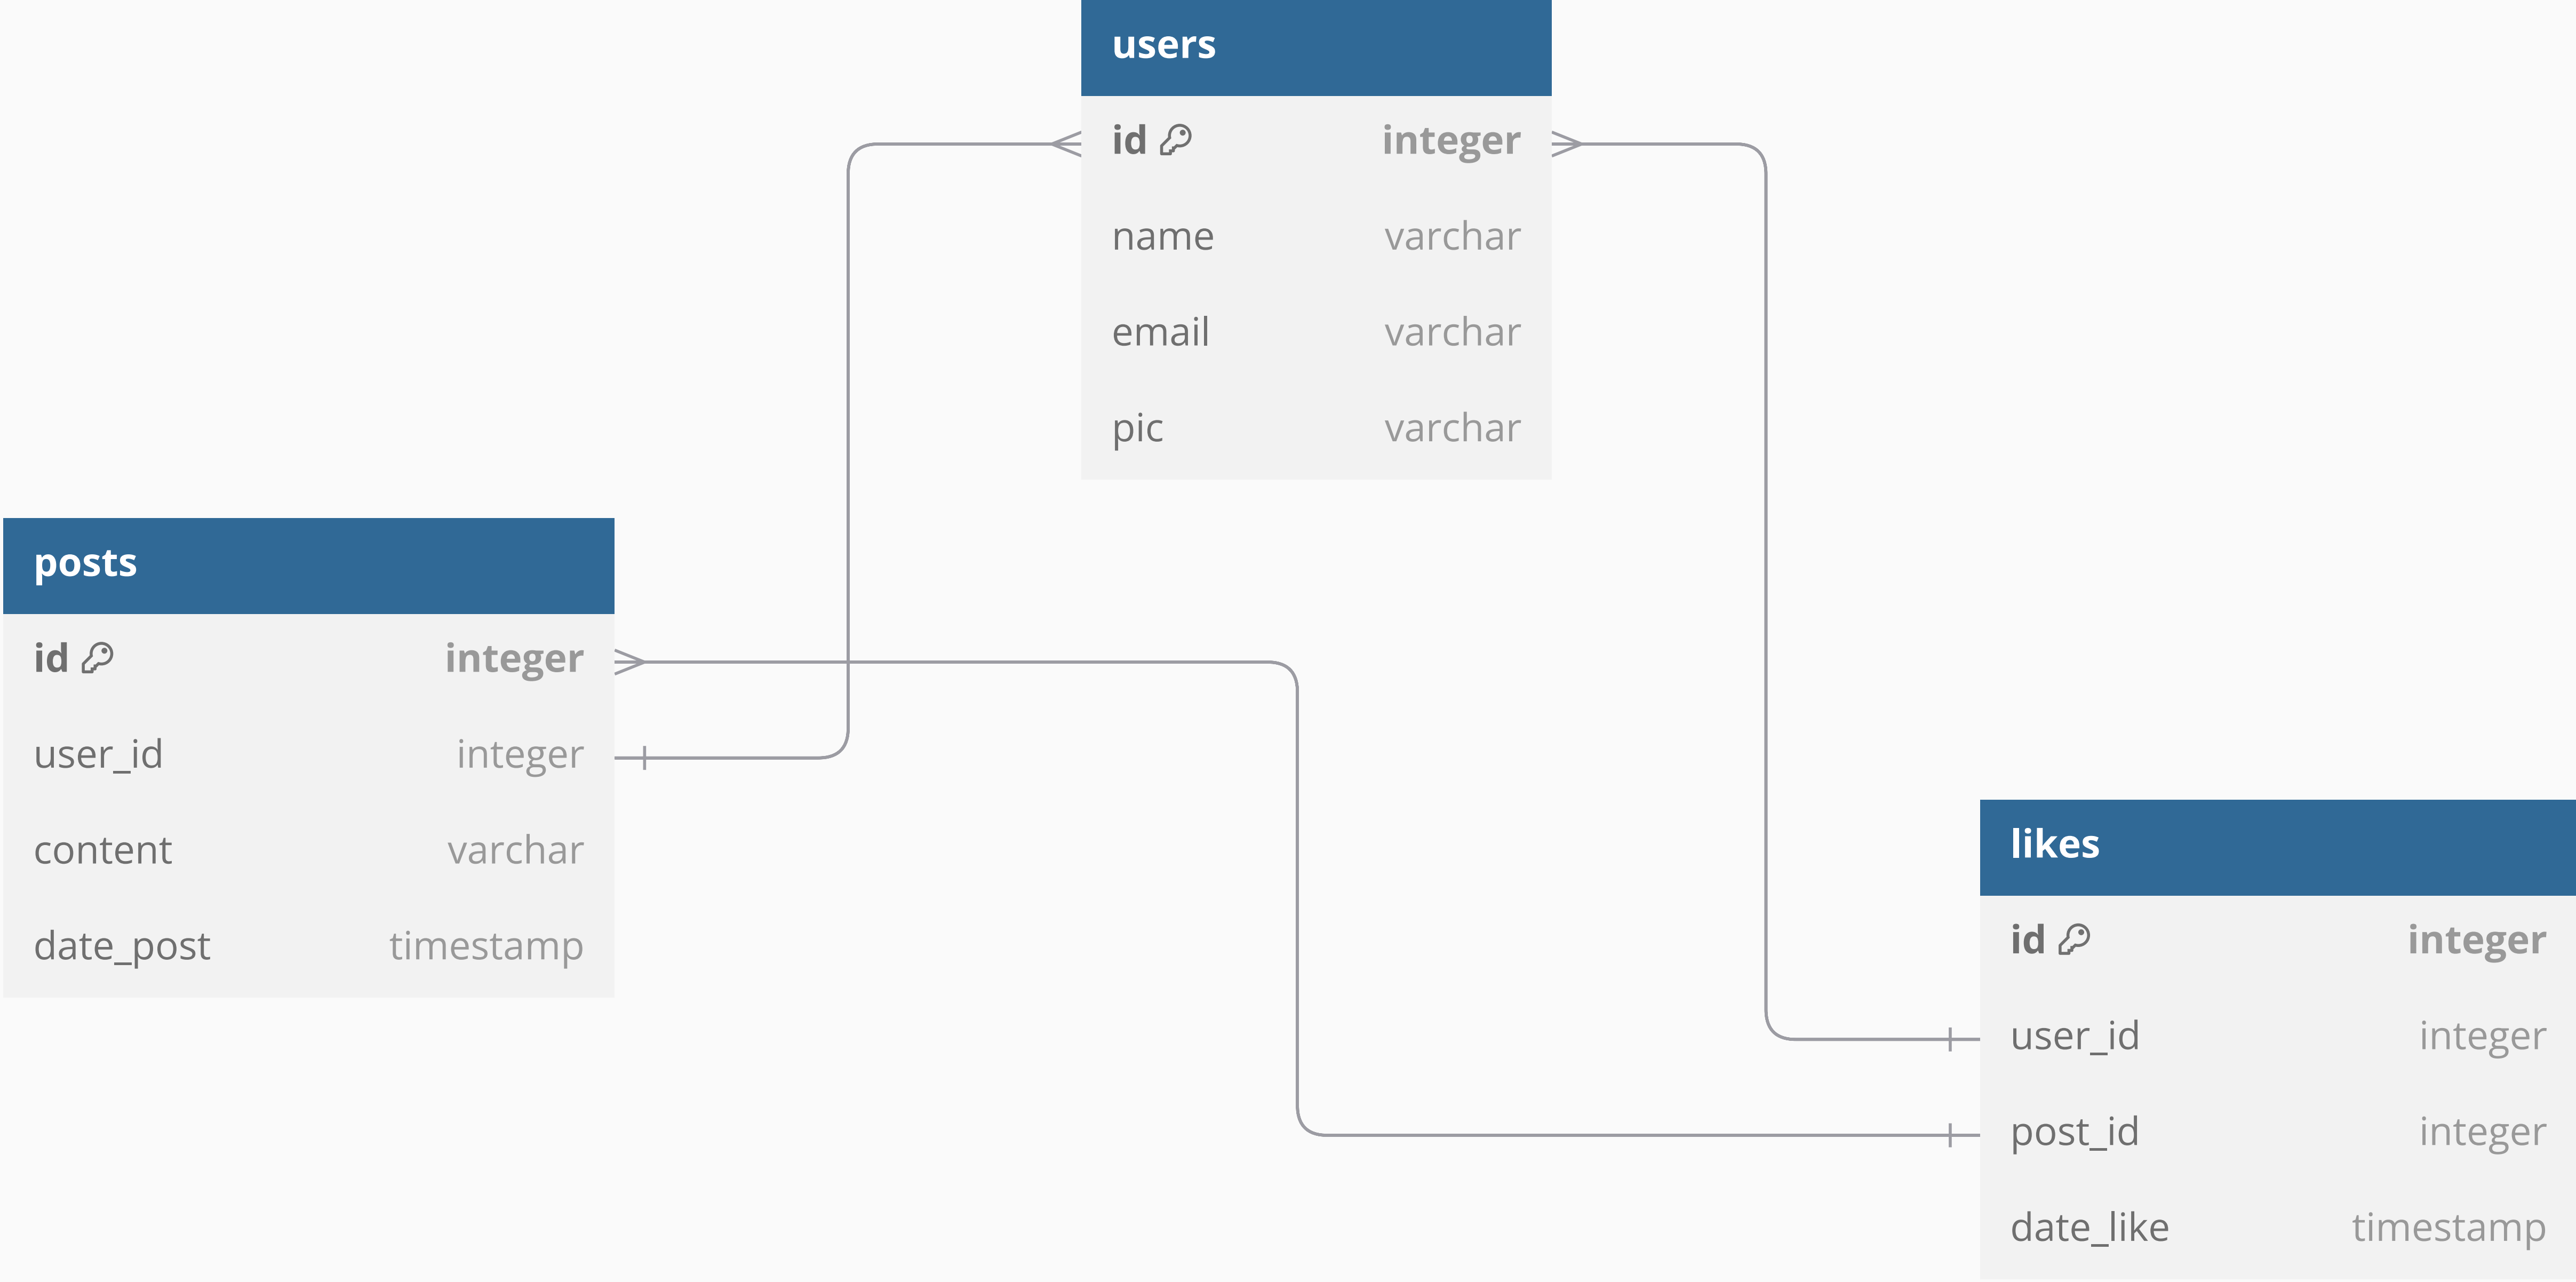 users
id integer
name varchar
email varchar
pic varchar
posts
id integer
user_id integer
content varchar
date_post timestamp
likes
id integer
user_id integer
post_id integer
date_like timestamp